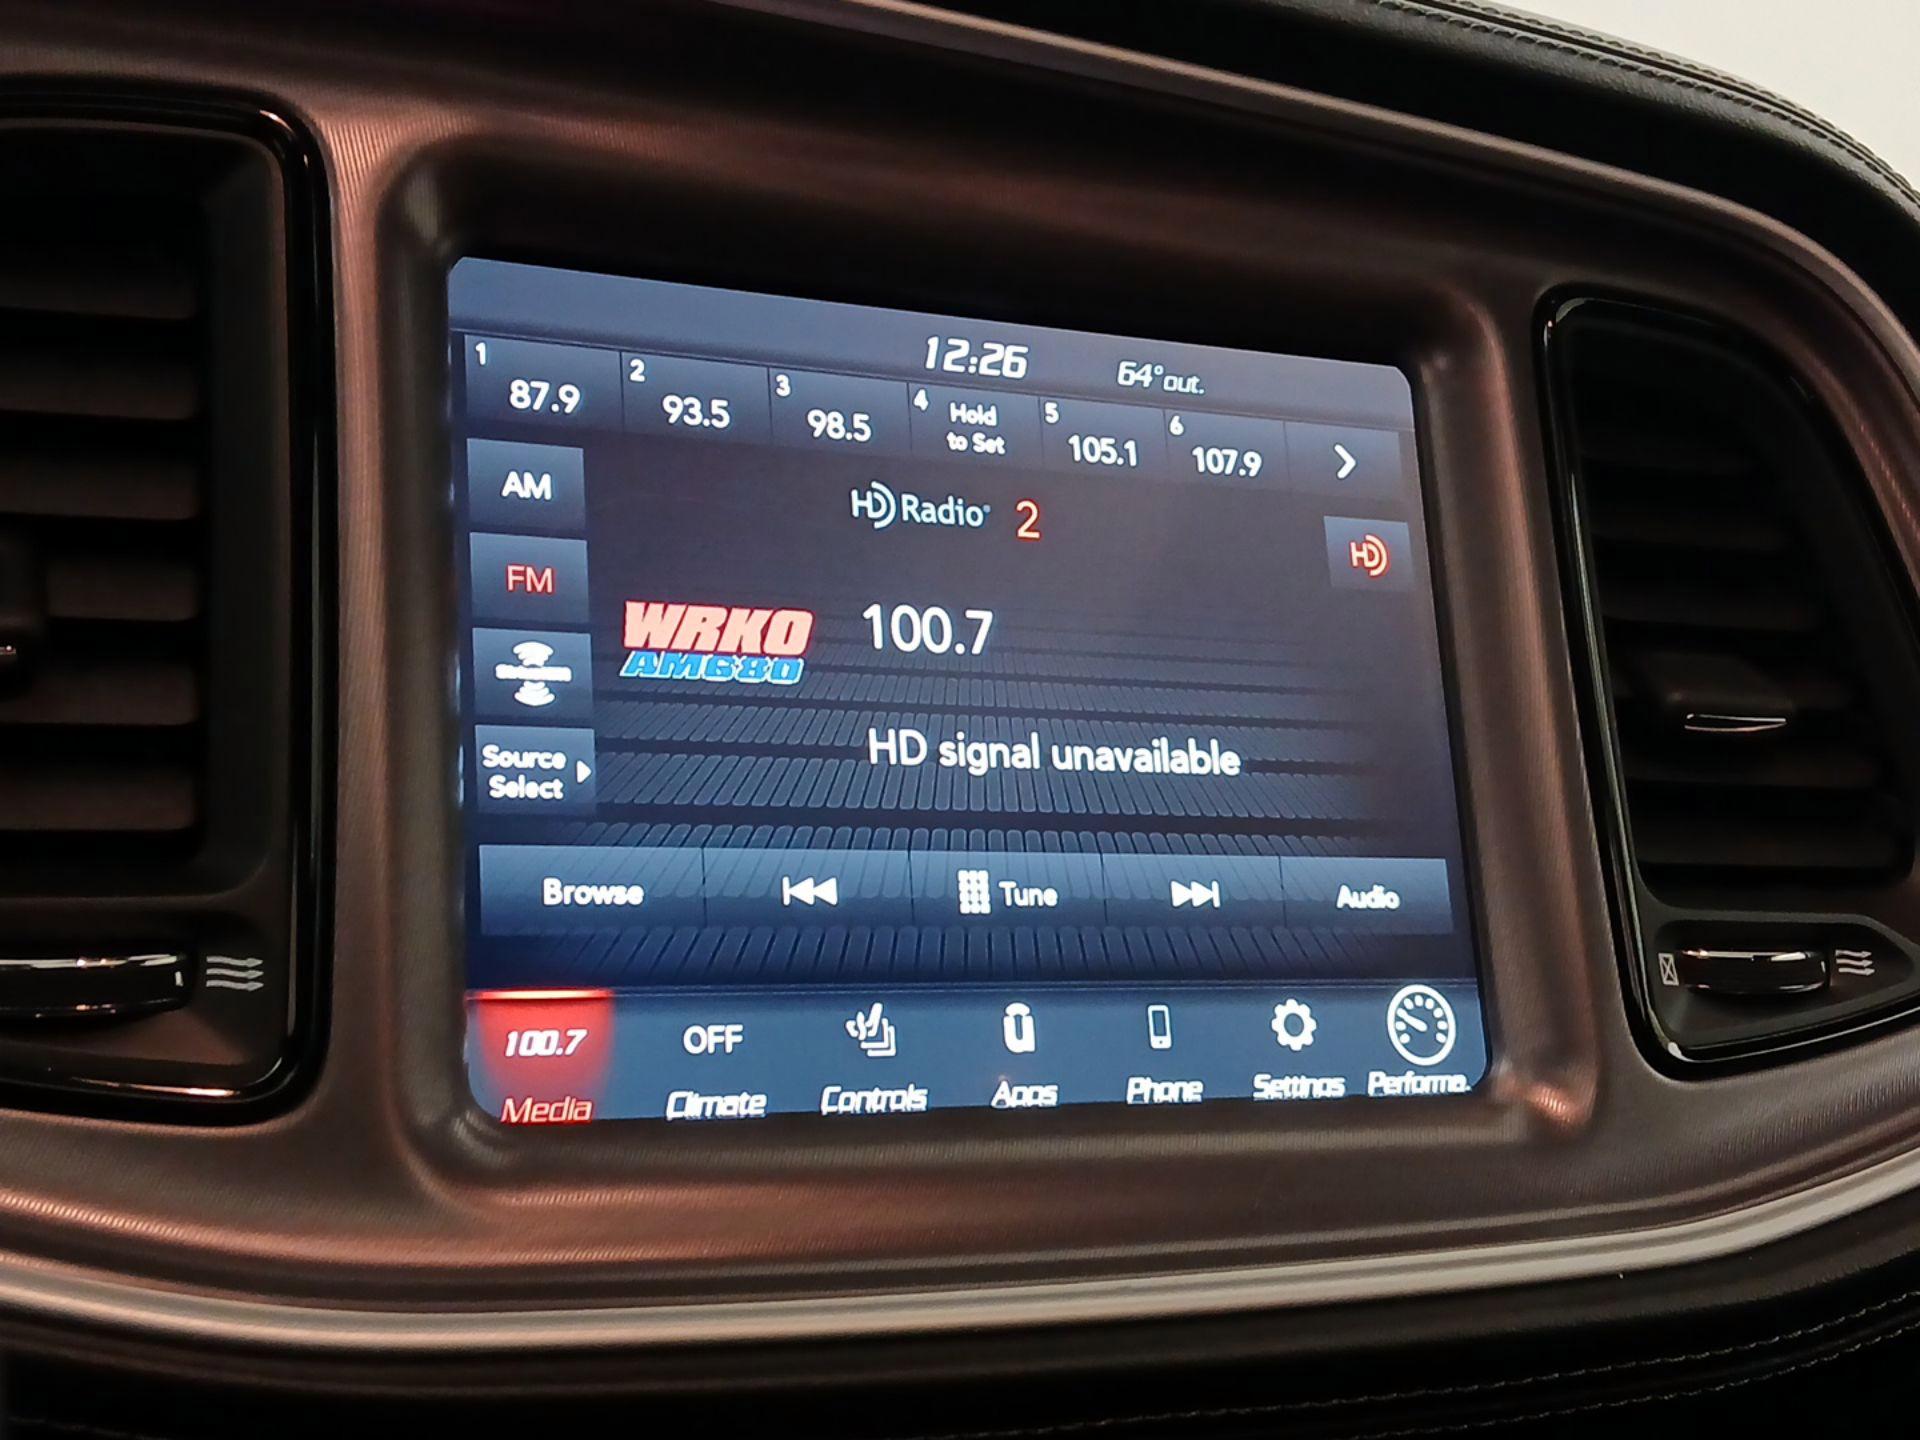 12:26
64°out.
1
87.9
2
93.5
3
98.5
4
Hold
to Set
5
105.1
6
107.9
AM
HD Radio 2
HD
FM
WRKO
AM680
100.7
HD signal unavailable
Source
Select
Browse
Tune
Audio
100.7
Media
OFF
Climate
Controls
Apps
Phone
Settings
Performa.